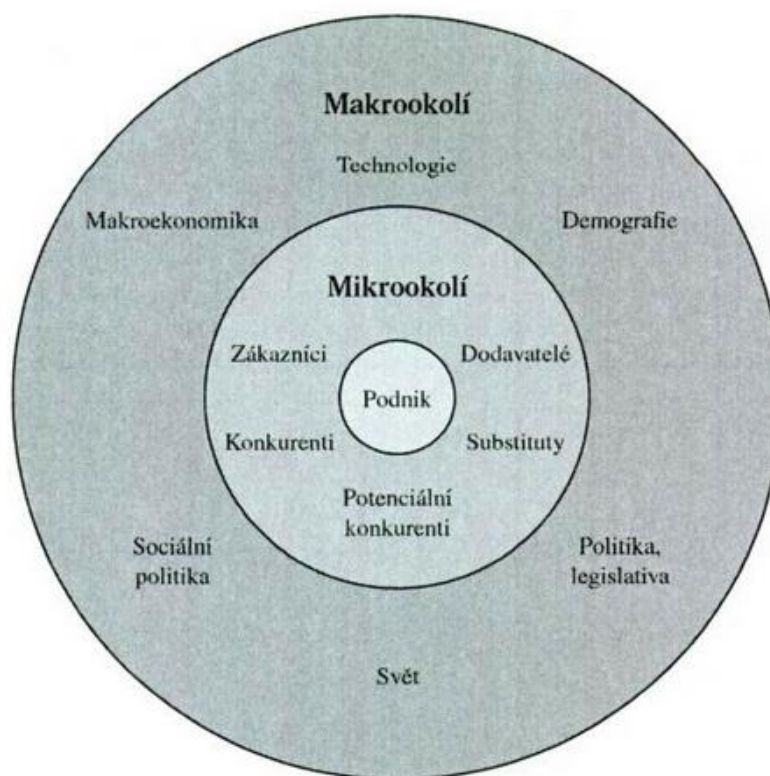 Makrookolí
Technologie
Makroekonomika
Demografie
Mikrookolí
Zákazníci
Dodavatelé
Podnik
Konkurenti
Substituty
Potenciální
konkurenti
Sociální
politika
Politika,
legislativa
Svět